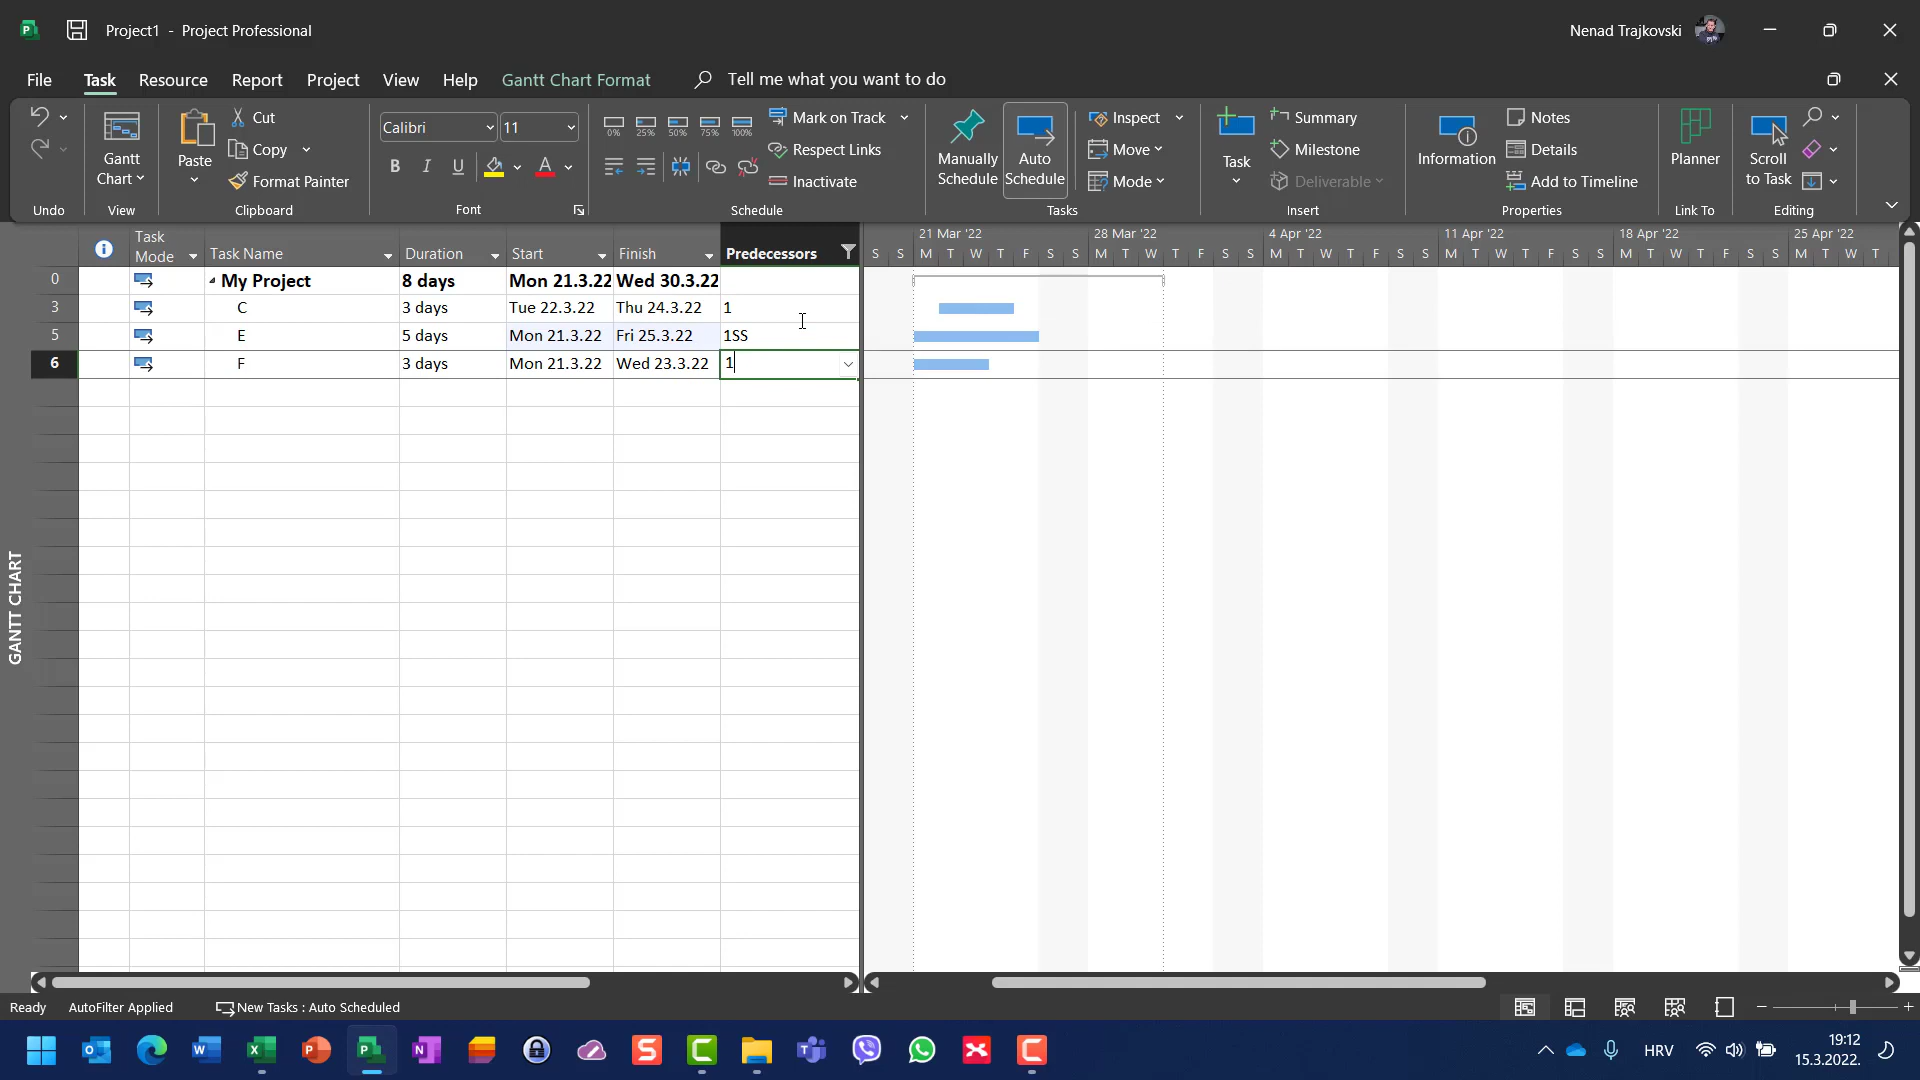 Project1 - Project Professional
Nenad Trajkovski
File Task Resource Report Project View Help Gantt Chart Format Tell me what you want to do
Gantt Chart
Paste
Cut
Copy
Format Painter
Calibri 11
B I U A
0% 25% 50% 75% 100%
Mark on Track
Respect Links
Inactivate
Manually Schedule
Auto Schedule
Inspect
Move
Mode
Task
Summary
Milestone
Deliverable
Information
Notes
Details
Add to Timeline
Planner
Scroll to Task
Undo View Clipboard Font Schedule Tasks Insert Properties Link To Editing
Task Mode Task Name Duration Start Finish Predecessors
21 Mar '22 28 Mar '22 4 Apr '22 11 Apr '22 18 Apr '22 25 Apr '22
S S M T W T F S S M T W T F S S M T W T F S S M T W T F S S M T W T F S S M T W T
0 My Project 8 days Mon 21.3.22 Wed 30.3.22
3 C 3 days Tue 22.3.22 Thu 24.3.22 1
5 E 5 days Mon 21.3.22 Fri 25.3.22 1SS
6 F 3 days Mon 21.3.22 Wed 23.3.22 1
GANTT CHART
Ready AutoFilter Applied New Tasks : Auto Scheduled
HRV
19:12
15.3.2022.